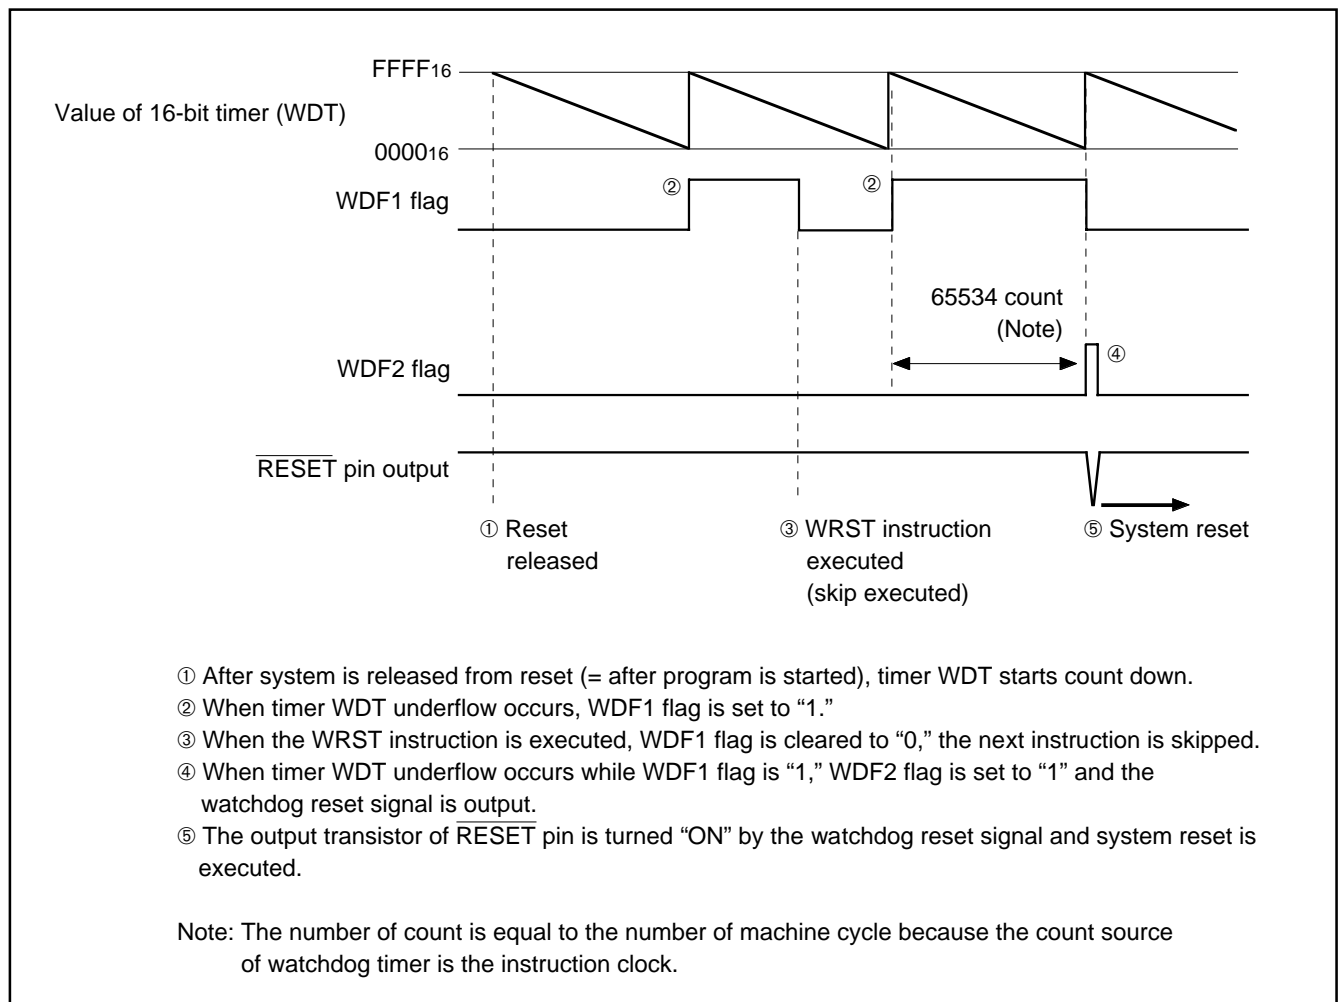 FFFF16
Value of 16-bit timer (WDT)
000016
②
②
WDF1 flag
65534 count
(Note)
④
WDF2 flag
RESET pin output
① Reset
released
③ WRST instruction
executed
(skip executed)
⑤ System reset
① After system is released from reset (= after program is started), timer WDT starts count down.
② When timer WDT underflow occurs, WDF1 flag is set to “1.”
③ When the WRST instruction is executed, WDF1 flag is cleared to “0,” the next instruction is skipped.
④ When timer WDT underflow occurs while WDF1 flag is “1,” WDF2 flag is set to “1” and the
watchdog reset signal is output.
⑤ The output transistor of RESET pin is turned “ON” by the watchdog reset signal and system reset is
executed.
Note: The number of count is equal to the number of machine cycle because the count source
of watchdog timer is the instruction clock.